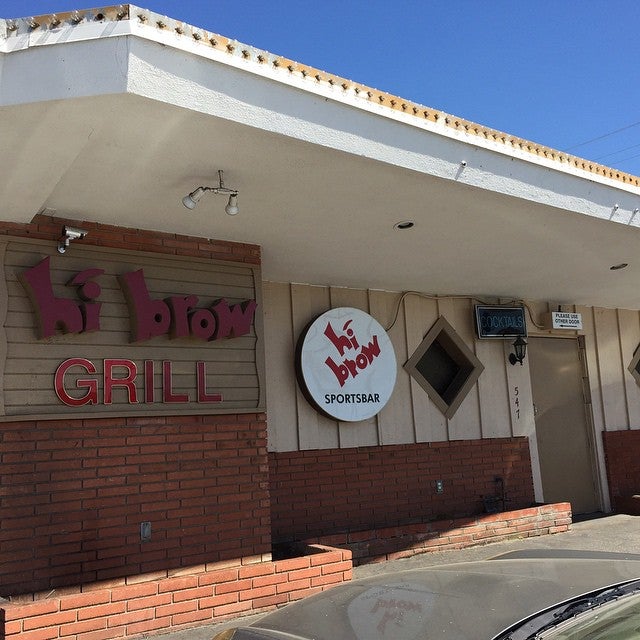 hi brow
GRILL
hi
brow
SPORTSBAR
COCKTAILS
PLEASE USE
OTHER DOOR
547